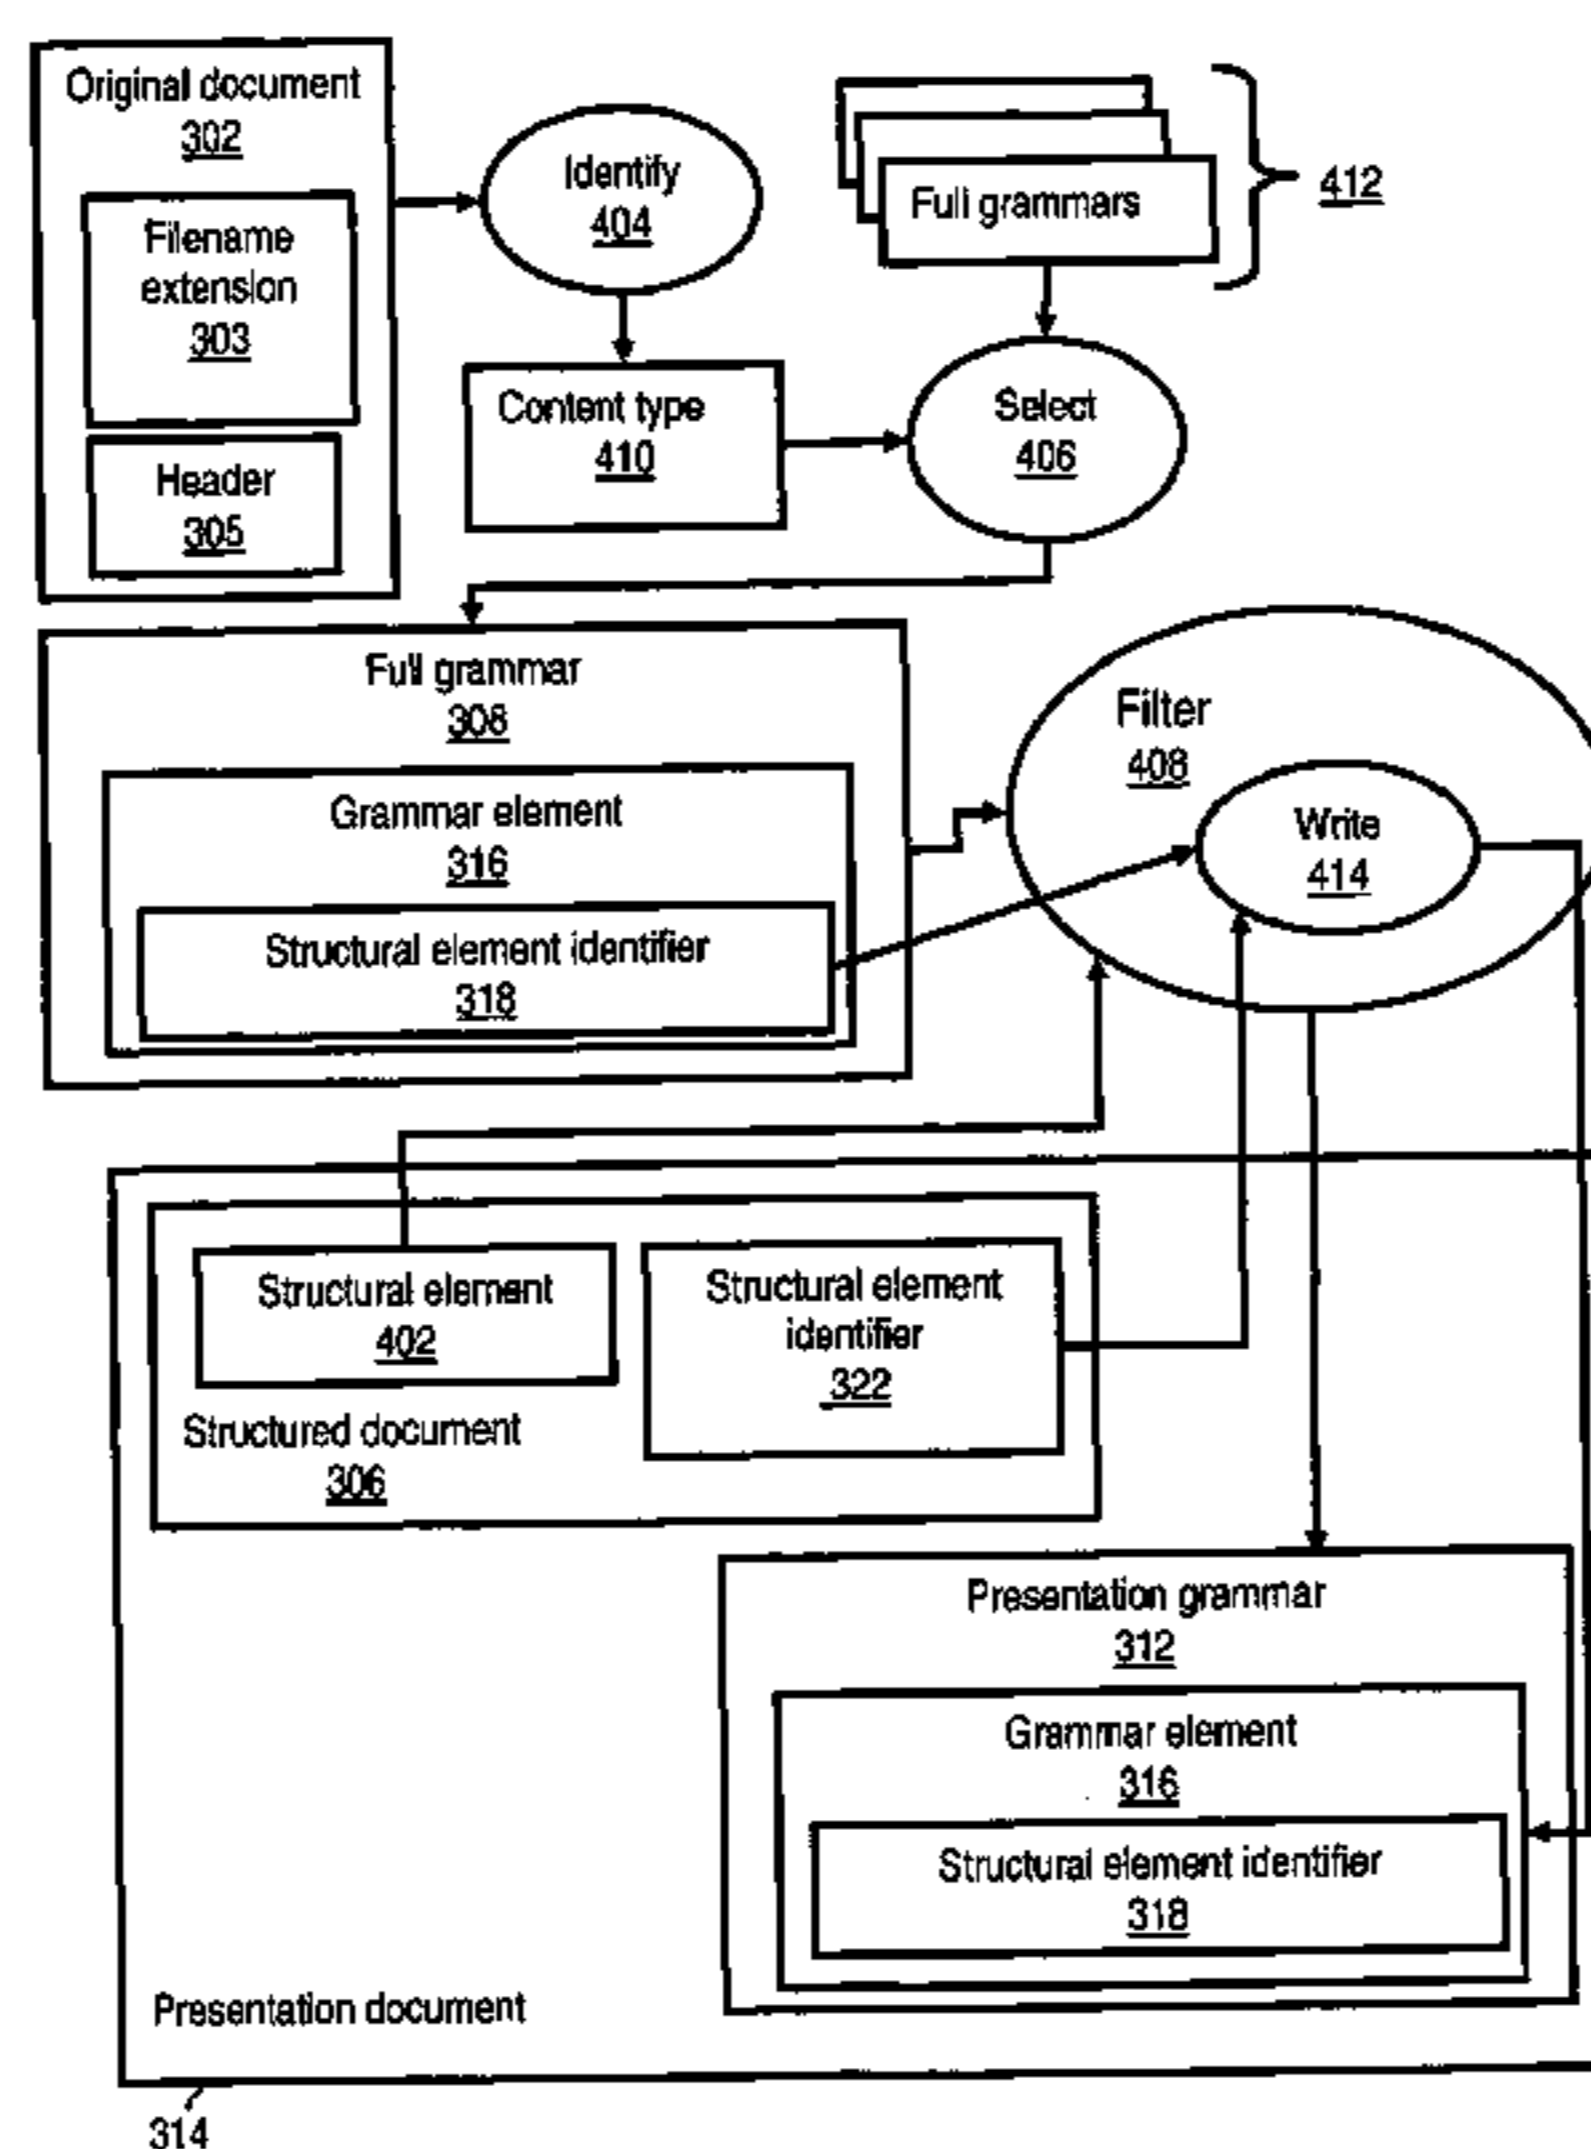 Original document
302
Filename
extension
303
Header
305
Identify
404
Full grammars
412
Content type
410
Select
406
Full grammar
308
Grammar element
316
Structural element identifier
318
Filter
408
Write
414
Structural element
402
Structural element
identifier
322
Structured document
306
Presentation grammar
312
Grammar element
316
Structural element identifier
318
Presentation document
314